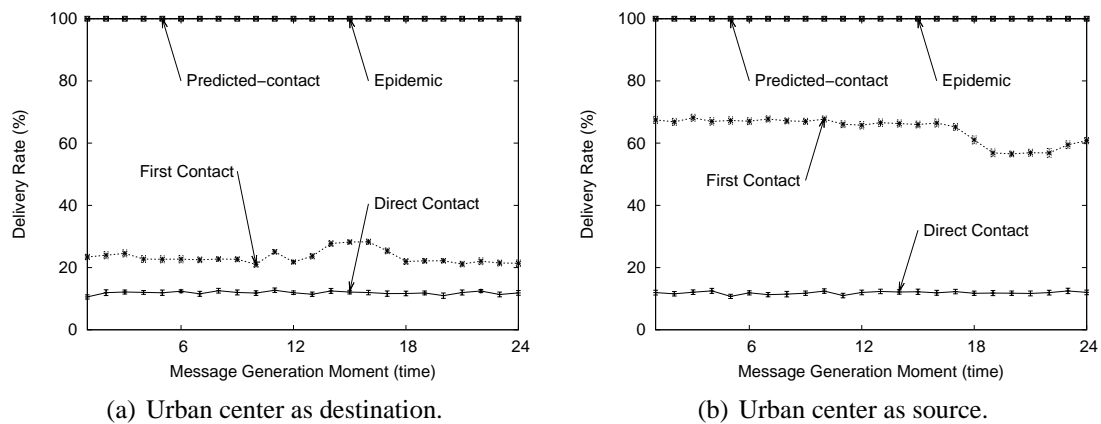 100
80
60
40
20
0
Delivery Rate (%)
Predicted−contact
Epidemic
First Contact
Direct Contact
6
12
18
24
Message Generation Moment (time)
(a) Urban center as destination.
100
80
60
40
20
0
Delivery Rate (%)
Predicted−contact
Epidemic
First Contact
Direct Contact
6
12
18
24
Message Generation Moment (time)
(b) Urban center as source.